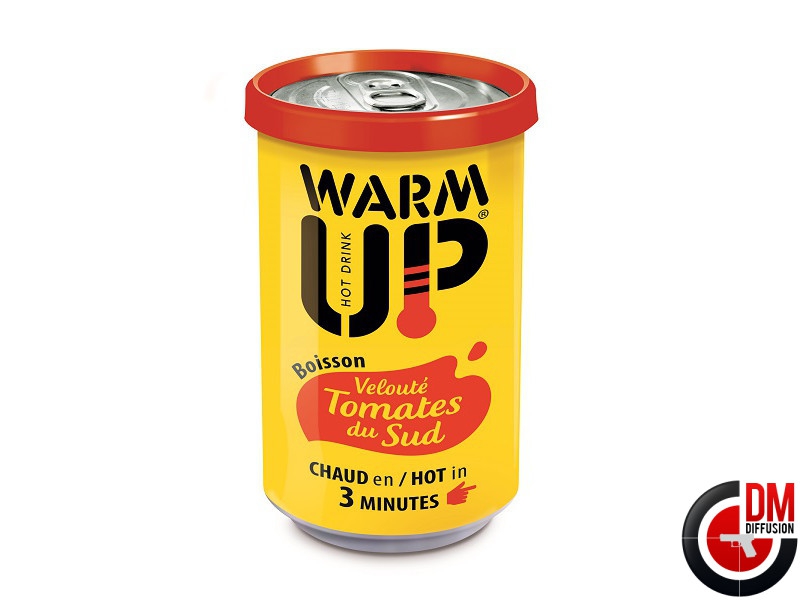 WARM
UP®
HOT DRINK
Boisson
Velouté
Tomates
du Sud
CHAUD en / HOT in
3 MINUTES
DM
DIFFUSION